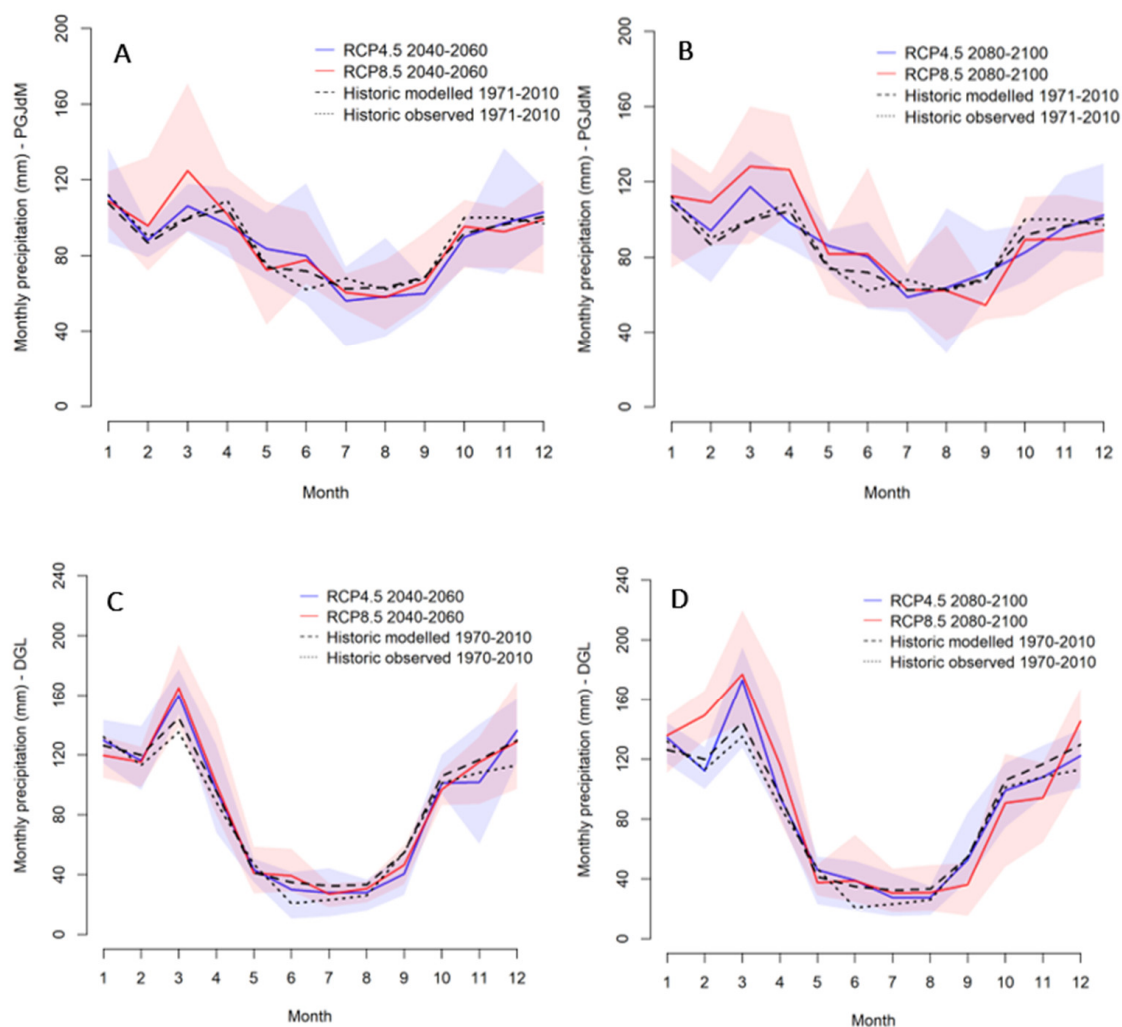 A
RCP4.5 2040-2060
RCP8.5 2040-2060
Historic modelled 1971-2010
Historic observed 1971-2010
Monthly precipitation (mm) - PGJdM
200
160
120
80
40
0
1 2 3 4 5 6 7 8 9 10 11 12
Month
B
RCP4.5 2080-2100
RCP8.5 2080-2100
Historic modelled 1971-2010
Historic observed 1971-2010
Monthly precipitation (mm) - PGJdM
200
160
120
80
40
0
1 2 3 4 5 6 7 8 9 10 11 12
Month
C
RCP4.5 2040-2060
RCP8.5 2040-2060
Historic modelled 1970-2010
Historic observed 1970-2010
Monthly precipitation (mm) - DGL
240
200
160
120
80
40
0
1 2 3 4 5 6 7 8 9 10 11 12
Month
D
RCP4.5 2080-2100
RCP8.5 2080-2100
Historic modelled 1970-2010
Historic observed 1970-2010
Monthly precipitation (mm) - DGL
240
200
160
120
80
40
0
1 2 3 4 5 6 7 8 9 10 11 12
Month